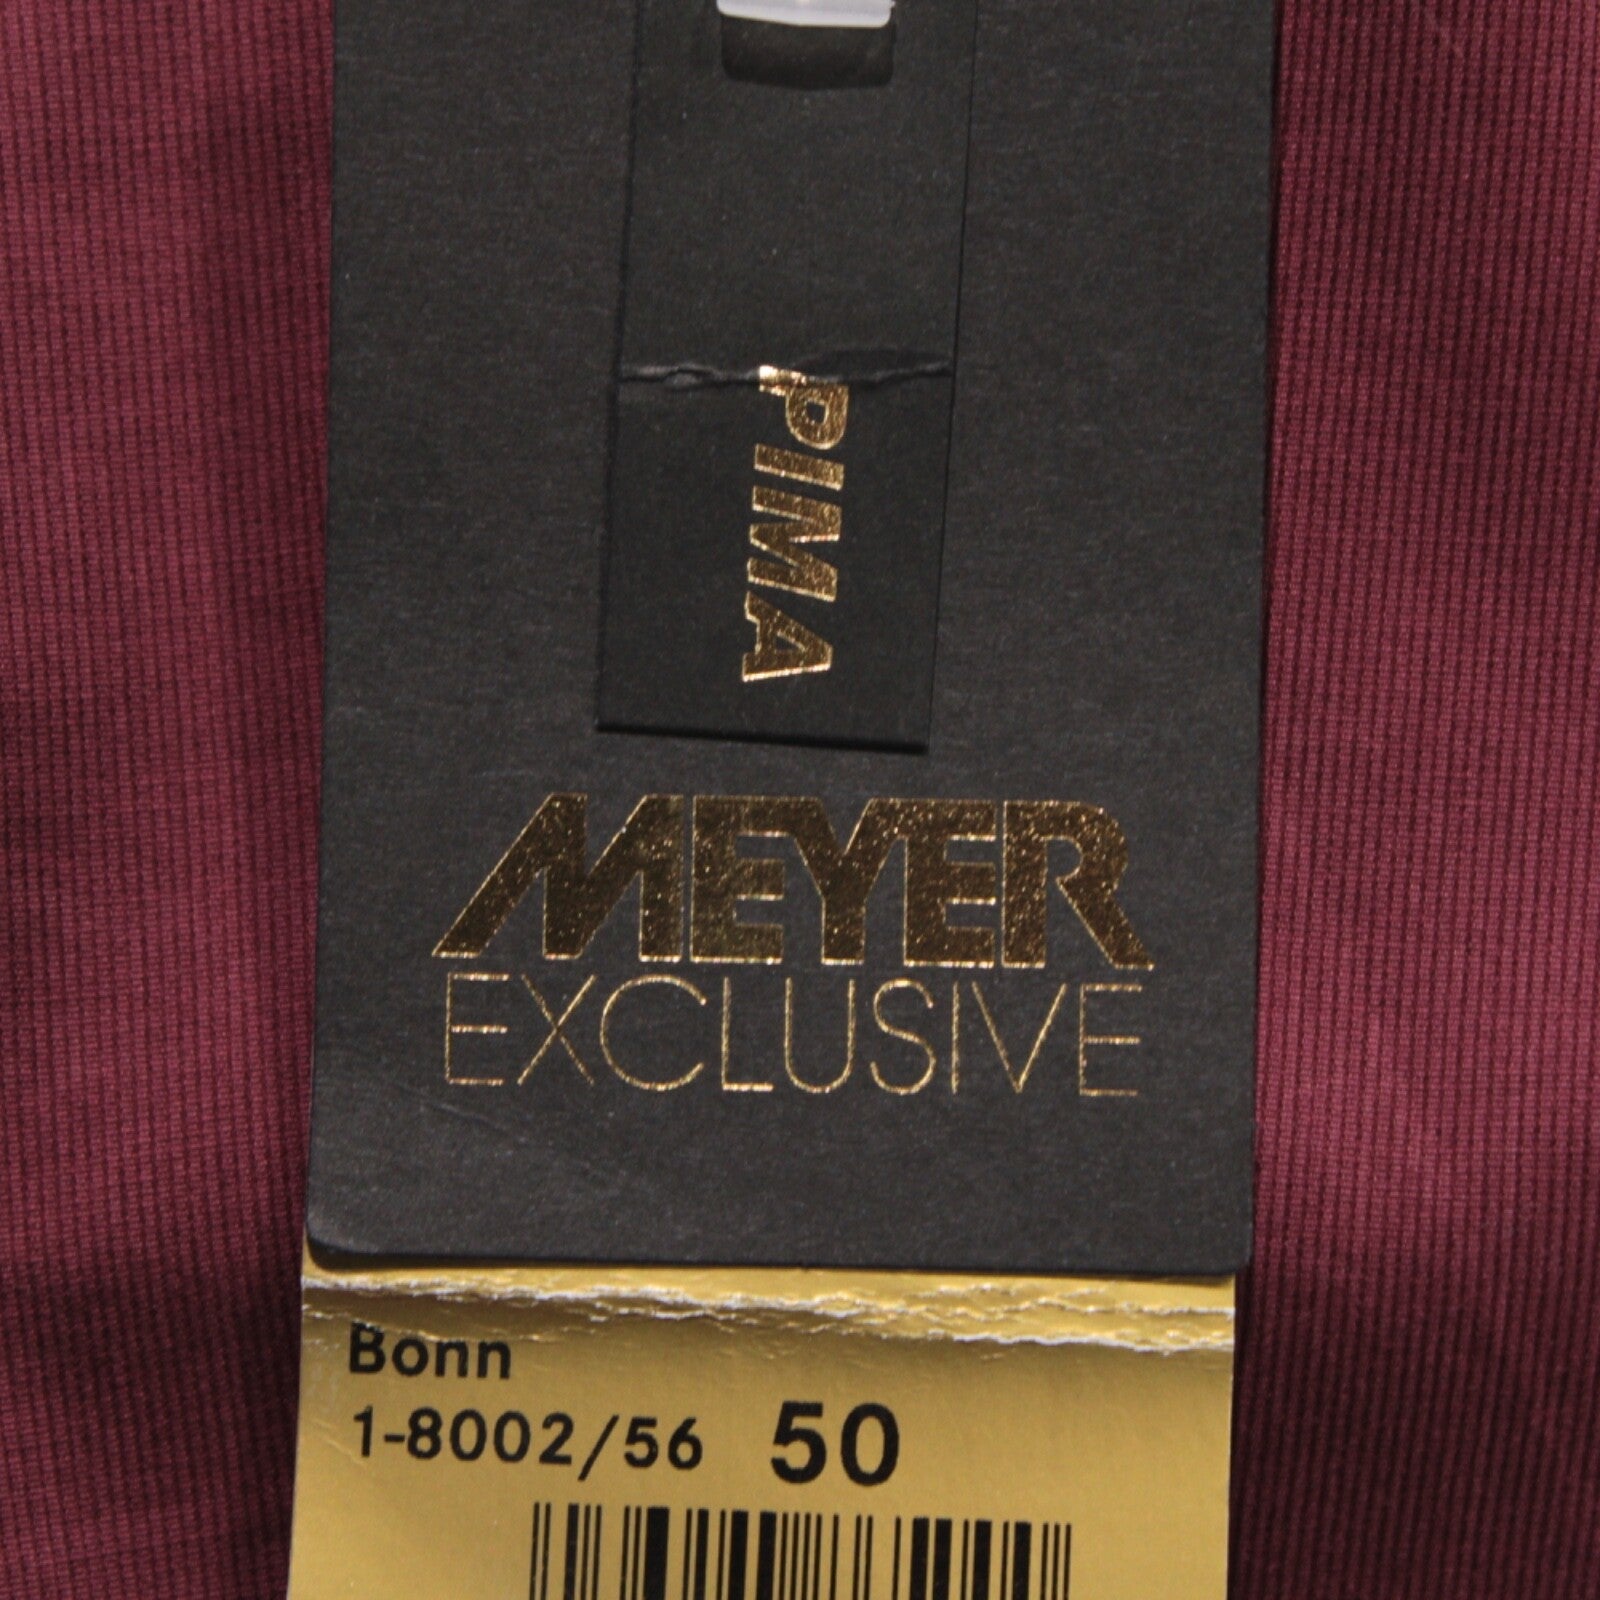 PIMA
MEYER
EXCLUSIVE
Bonn
1-8002/56 50